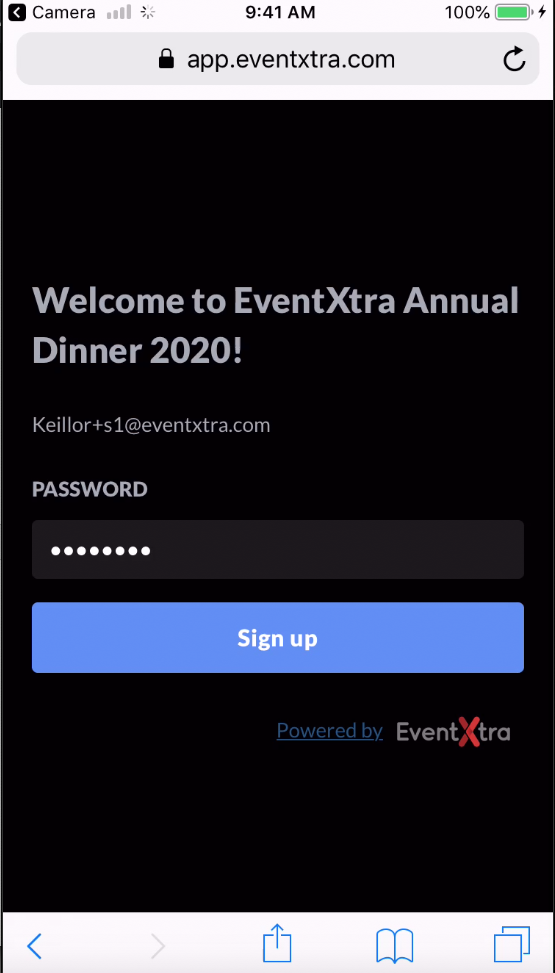 Camera 9:41 AM 100%
app.eventxtra.com
Welcome to EventXtra Annual
Dinner 2020!
Keillor+s1@eventxtra.com
PASSWORD
••••••••
Sign up
Powered by EventXtra